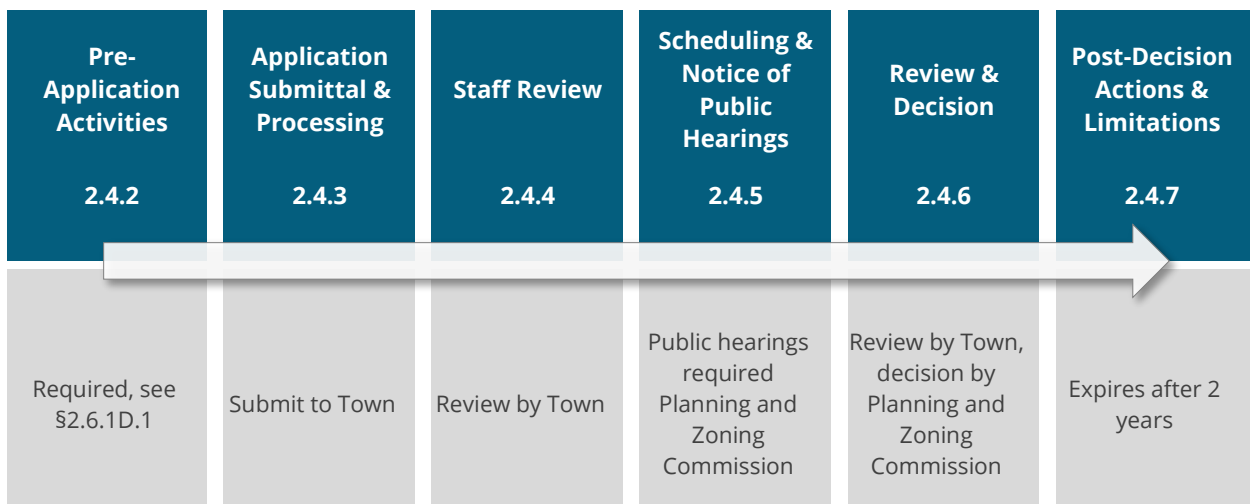 Pre-
Application
Activities
2.4.2
Application
Submittal &
Processing
2.4.3
Staff Review
2.4.4
Scheduling &
Notice of
Public
Hearings
2.4.5
Review &
Decision
2.4.6
Post-Decision
Actions &
Limitations
2.4.7
Required, see
§2.6.1D.1
Submit to Town
Review by Town
Public hearings
required
Planning and
Zoning
Commission
Review by Town,
decision by
Planning and
Zoning
Commission
Expires after 2
years